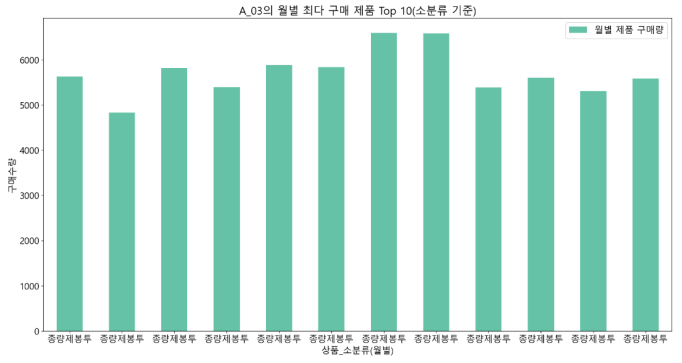 A_03의 월별 최다 구매 제품 Top 10(소분류 기준)
월별 제품 구매량
구매수량
6000
5000
4000
3000
2000
1000
0
종량제봉투 종량제봉투 종량제봉투 종량제봉투 종량제봉투 종량제봉투 종량제봉투 종량제봉투 종량제봉투 종량제봉투 종량제봉투 종량제봉투
상품_소분류(월별)